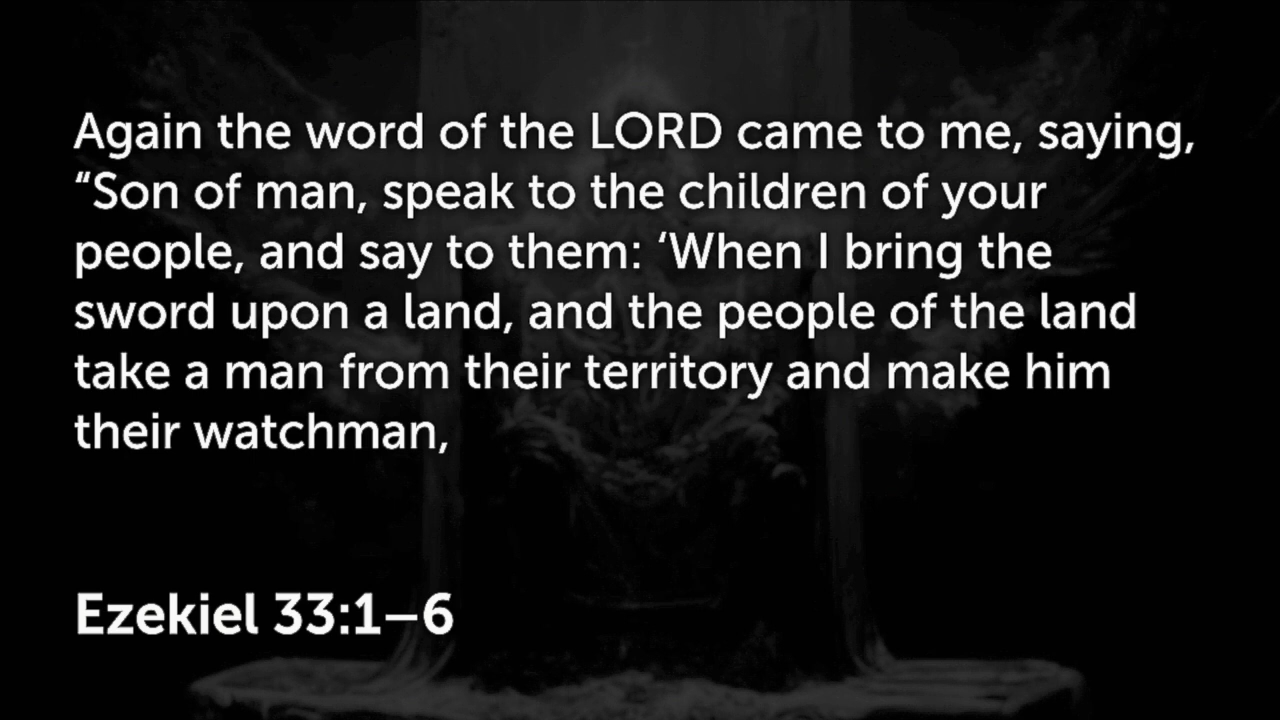 Again the word of the LORD came to me, saying,
“Son of man, speak to the children of your
people, and say to them: ‘When I bring the
sword upon a land, and the people of the land
take a man from their territory and make him
their watchman,
Ezekiel 33:1–6